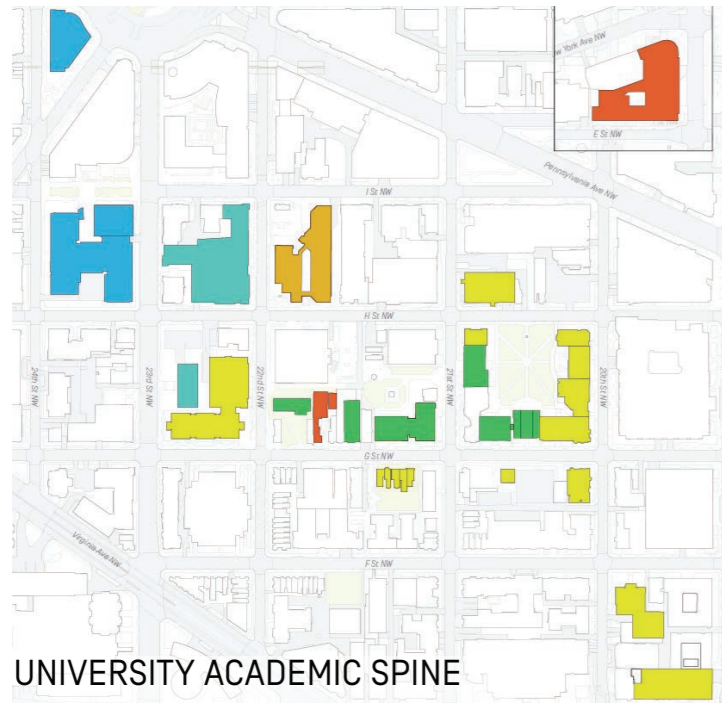 w York Ave NW
E St NW
Pennsylvania Ave NW
I St NW
H St NW
24th St NW
23rd St NW
22nd St NW
21st St NW
20th St NW
G St NW
Virginia Ave NW
F St NW
UNIVERSITY ACADEMIC SPINE